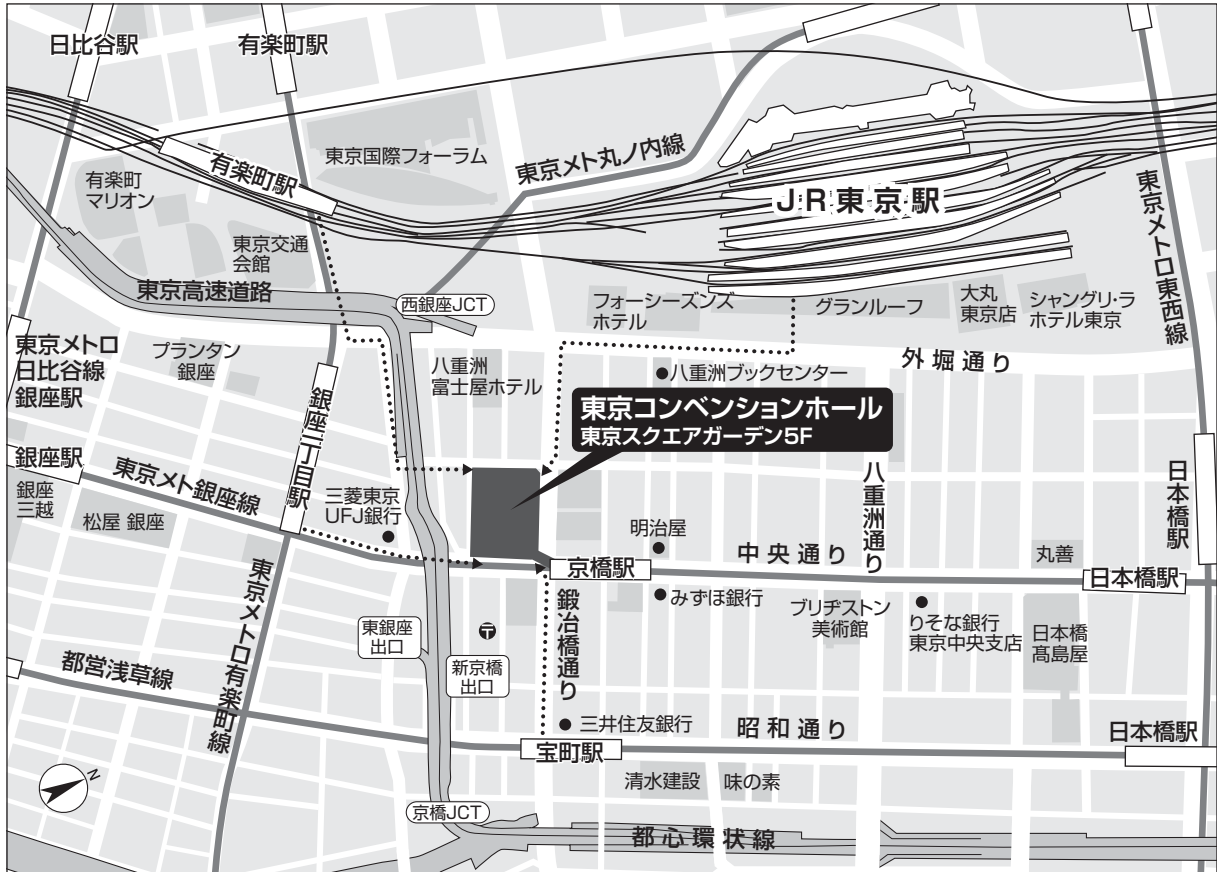 日比谷駅
有楽町駅
有楽町駅
東京国際フォーラム
東京メト丸ノ内線
有楽町
マリオン
JR東京駅
東京メトロ東西線
東京交通
会館
東京高速道路
西銀座JCT
フォーシーズンズ
ホテル
グランルーフ
大丸
東京店
シャングリ・ラ
ホテル東京
外堀通り
東京メトロ
日比谷線
銀座駅
プランタン
銀座
八重洲
富士屋ホテル
八重洲ブックセンター
東京コンベンションホール
東京スクエアガーデン5F
銀座一丁目駅
銀座駅
東京メト銀座線
銀座
三越
松屋 銀座
三菱東京
UFJ銀行
明治屋
八重洲通り
日本橋駅
中央通り
丸善
京橋駅
日本橋駅
東京メトロ有楽町線
鍛冶橋通り
みずほ銀行
ブリヂストン
美術館
りそな銀行
東京中央支店
日本橋
髙島屋
東銀座
出口
〒
新京橋
出口
都営浅草線
三井住友銀行
昭和通り
日本橋駅
宝町駅
清水建設
味の素
N
京橋JCT
都心環状線